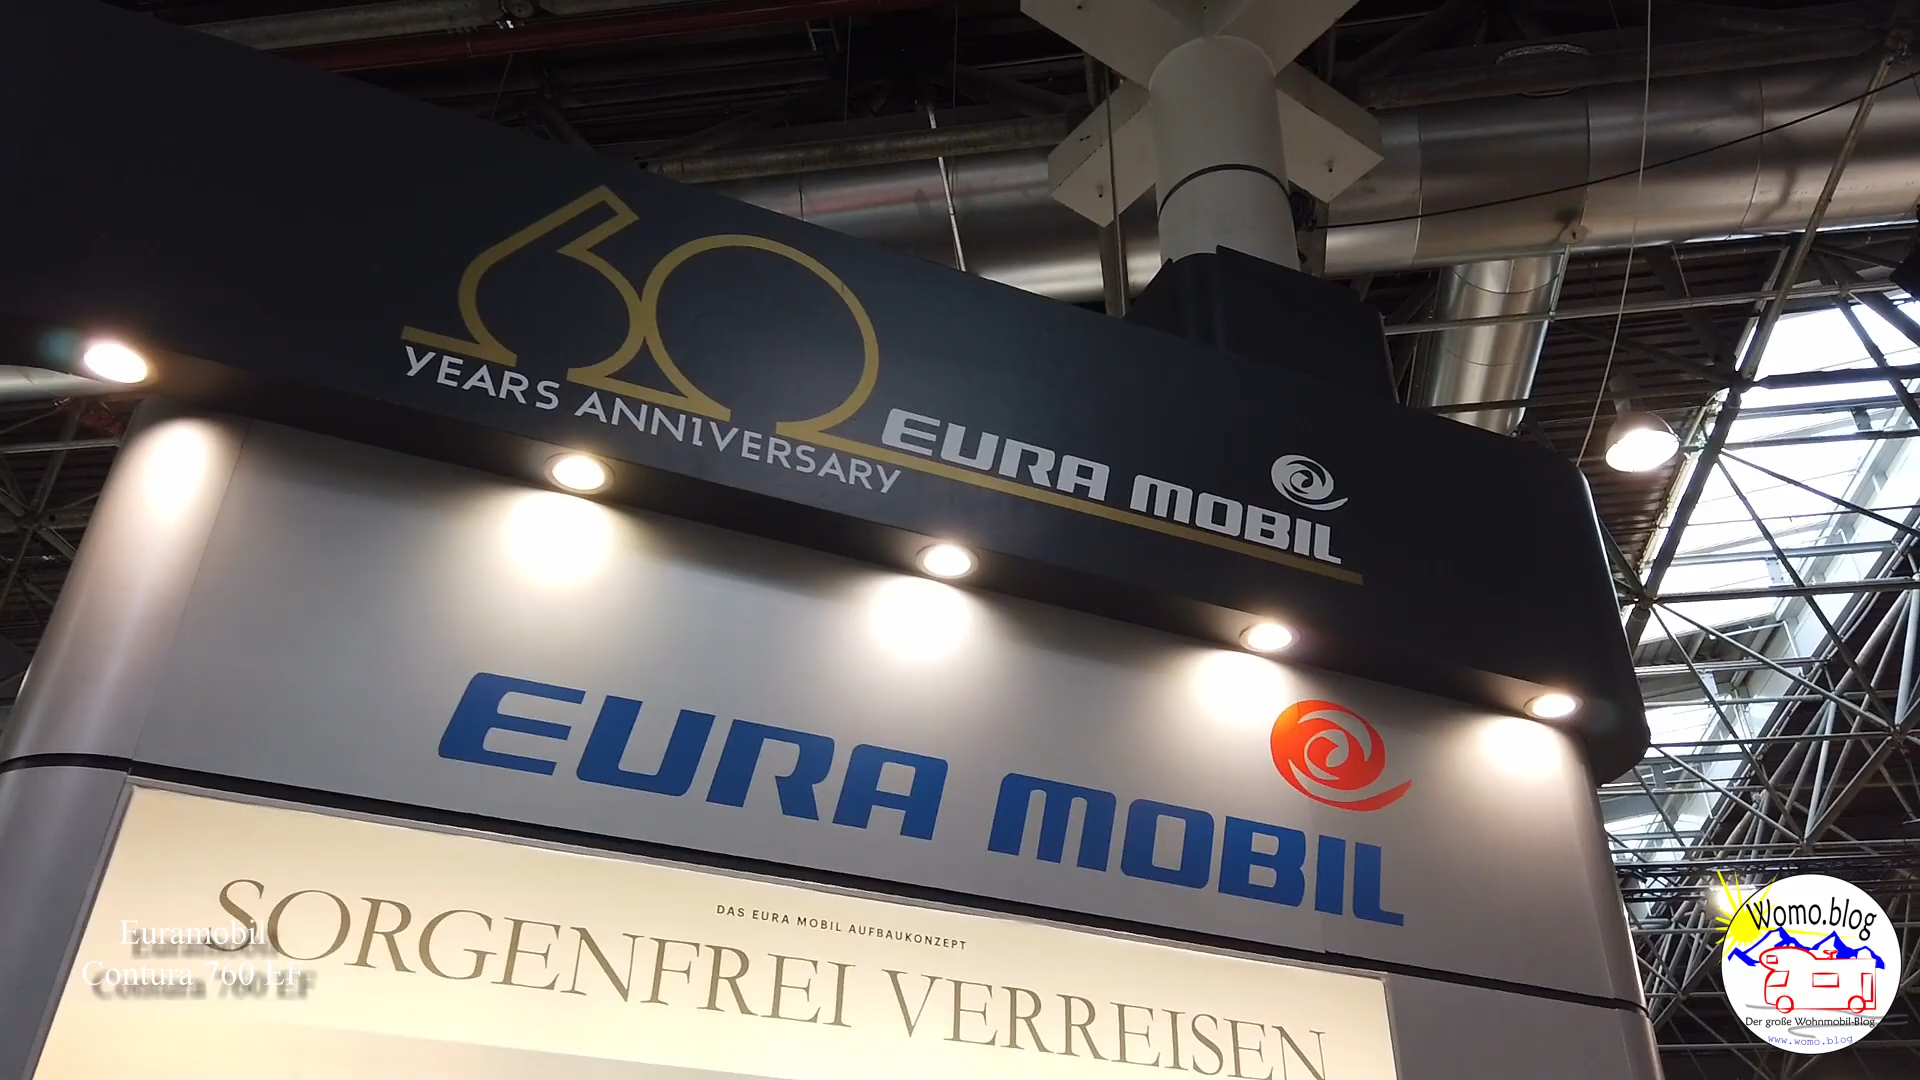 60
YEARS ANNIVERSARY
EURA MOBIL
EURA MOBIL
DAS EURA MOBIL AUFBAUKONZEPT
SORGENFREI VERREISEN
Euramobil
Contura 760 EF
Womo.blog
Der große Wohnmobil-Blog
www.womo.blog